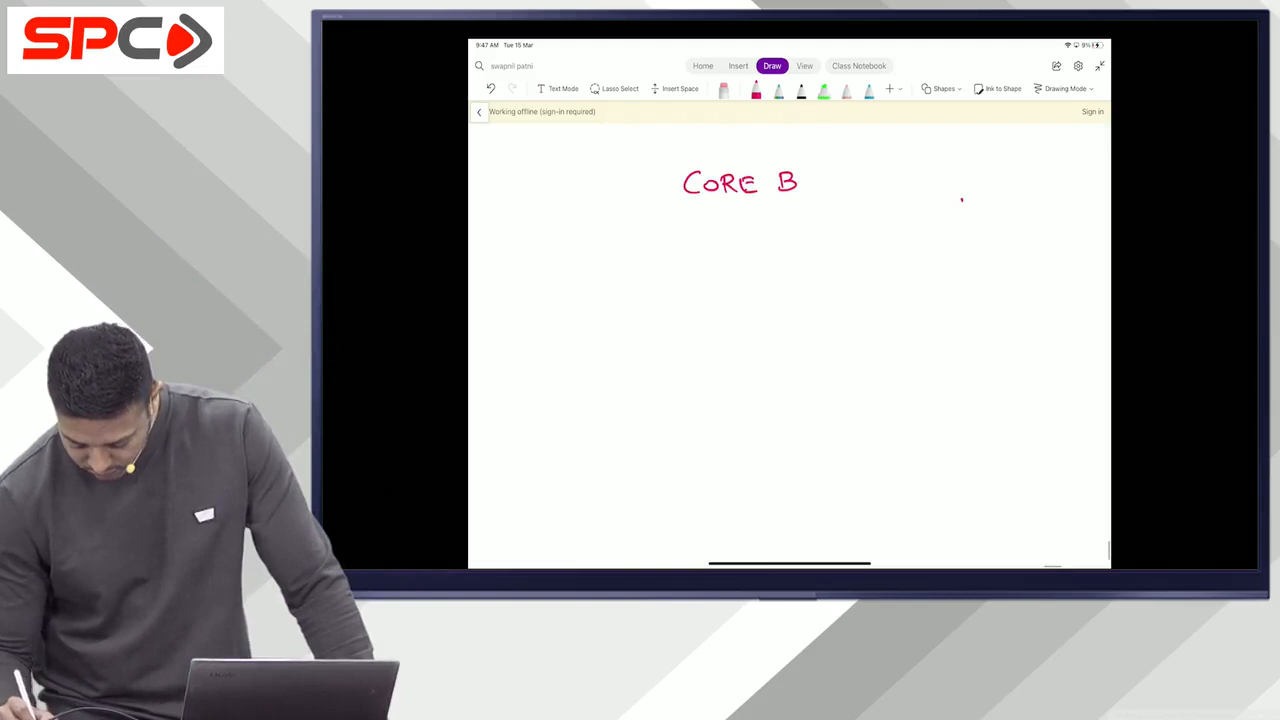 SPC
9:47 AM Tue 15 Mar
9%
swapnil patni
Home Insert Draw View Class Notebook
Text Mode Lasso Select Insert Space Shapes Ink to Shape Drawing Mode
Working offline (sign-in required) Sign in
CORE B